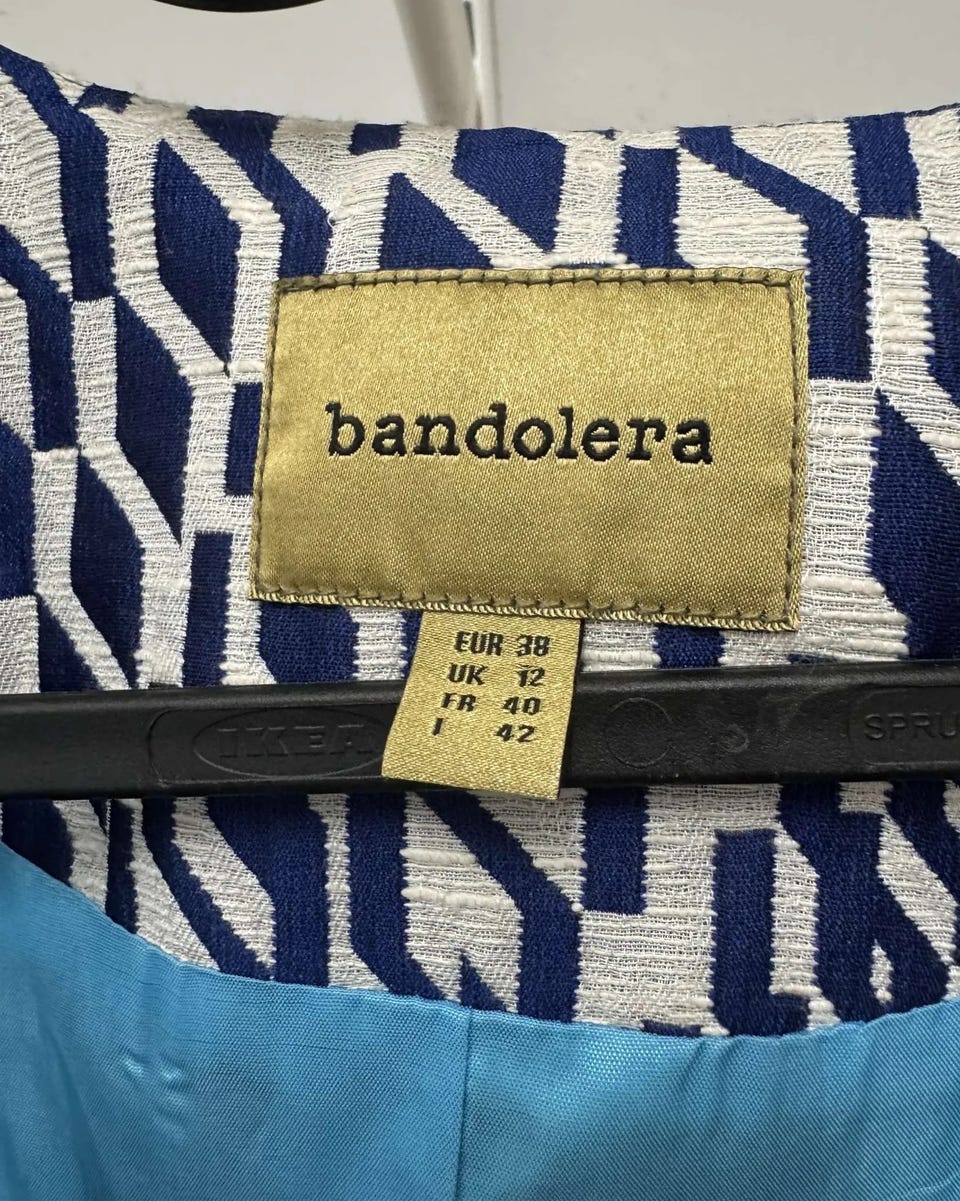 bandolera
EUR 38
UK 12
FR 40
I 42
IKEA
SPRU